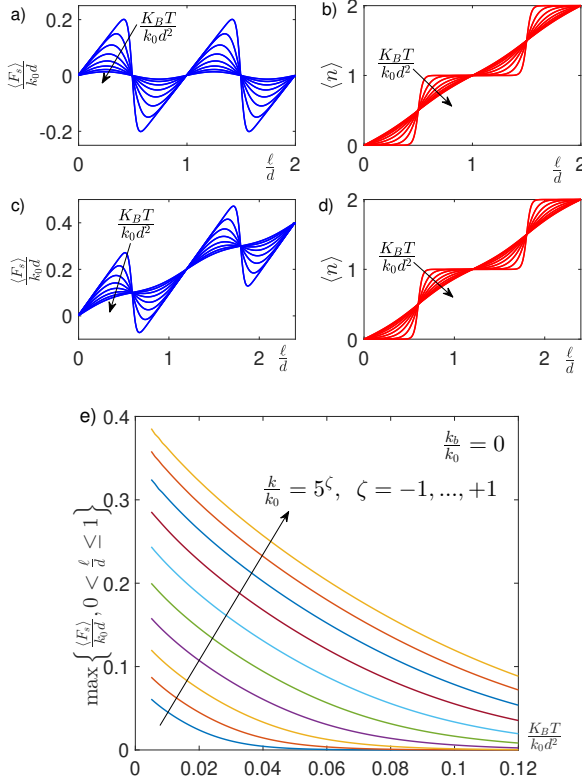 a)
⟨F_s⟩/k_0d
0.2
0
-0.2
K_BT/k_0d^2
0 1 2
ℓ/d
b)
⟨n⟩
2
1
0
K_BT/k_0d^2
0 1 2
ℓ/d
c)
⟨F_s⟩/k_0d
0.4
0.2
0
K_BT/k_0d^2
0 1 2
ℓ/d
d)
⟨n⟩
2
1
0
K_BT/k_0d^2
0 1 2
ℓ/d
e)
max{⟨F_s⟩/k_0d, 0 < ℓ/d ≤ 1}
0.4
0.3
0.2
0.1
0
k_b/k_0 = 0
k/k_0 = 5^ζ, ζ = −1, ..., +1
K_BT/k_0d^2
0 0.02 0.04 0.06 0.08 0.1 0.12